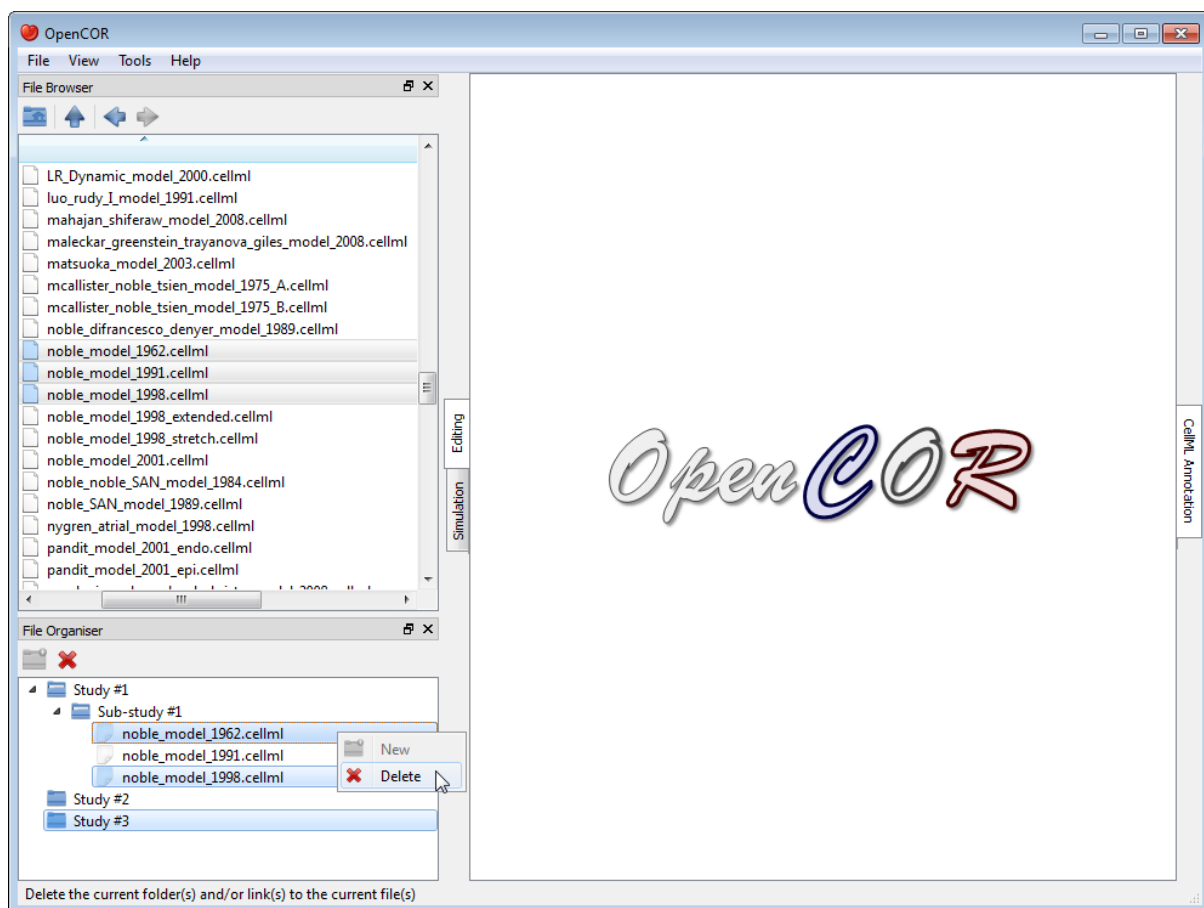 OpenCOR
File View Tools Help
File Browser
LR_Dynamic_model_2000.cellml
luo_rudy_I_model_1991.cellml
mahajan_shiferaw_model_2008.cellml
maleckar_greenstein_trayanova_giles_model_2008.cellml
matsuoka_model_2003.cellml
mcallister_noble_tsien_model_1975_A.cellml
mcallister_noble_tsien_model_1975_B.cellml
noble_difrancesco_denyer_model_1989.cellml
noble_model_1962.cellml
noble_model_1991.cellml
noble_model_1998.cellml
noble_model_1998_extended.cellml
noble_model_1998_stretch.cellml
noble_model_2001.cellml
noble_noble_SAN_model_1984.cellml
noble_SAN_model_1989.cellml
nygren_atrial_model_1998.cellml
pandit_model_2001_endo.cellml
pandit_model_2001_epi.cellml
Editing
Simulation
OpenCOR
CellML Annotation
File Organiser
Study #1
Sub-study #1
noble_model_1962.cellml
noble_model_1991.cellml
noble_model_1998.cellml
New
Delete
Study #2
Study #3
Delete the current folder(s) and/or link(s) to the current file(s)